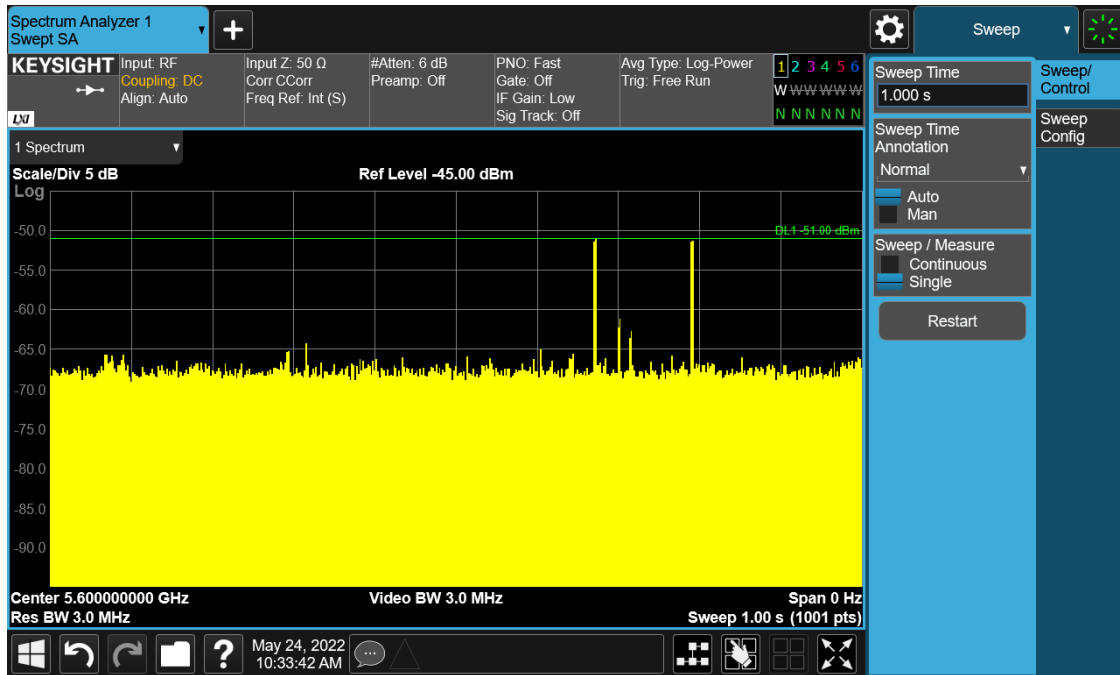 Spectrum Analyzer 1
Swept SA
+
Sweep
KEYSIGHT
LXI
Input: RF
Coupling: DC
Align: Auto
Input Z: 50 Ω
Corr CCorr
Freq Ref: Int (S)
#Atten: 6 dB
Preamp: Off
PNO: Fast
Gate: Off
IF Gain: Low
Sig Track: Off
Avg Type: Log-Power
Trig: Free Run
1 2 3 4 5 6
W W W W W W
N N N N N N
Sweep Time
1.000 s
Sweep Time
Annotation
Normal
Auto
Man
Sweep / Measure
Continuous
Single
Restart
Sweep/
Control
Sweep
Config
1 Spectrum
Scale/Div 5 dB
Ref Level -45.00 dBm
Log
DL1 -51.00 dBm
-50.0
-55.0
-60.0
-65.0
-70.0
-75.0
-80.0
-85.0
-90.0
Center 5.600000000 GHz
Video BW 3.0 MHz
Span 0 Hz
Res BW 3.0 MHz
Sweep 1.00 s (1001 pts)
?
May 24, 2022
10:33:42 AM